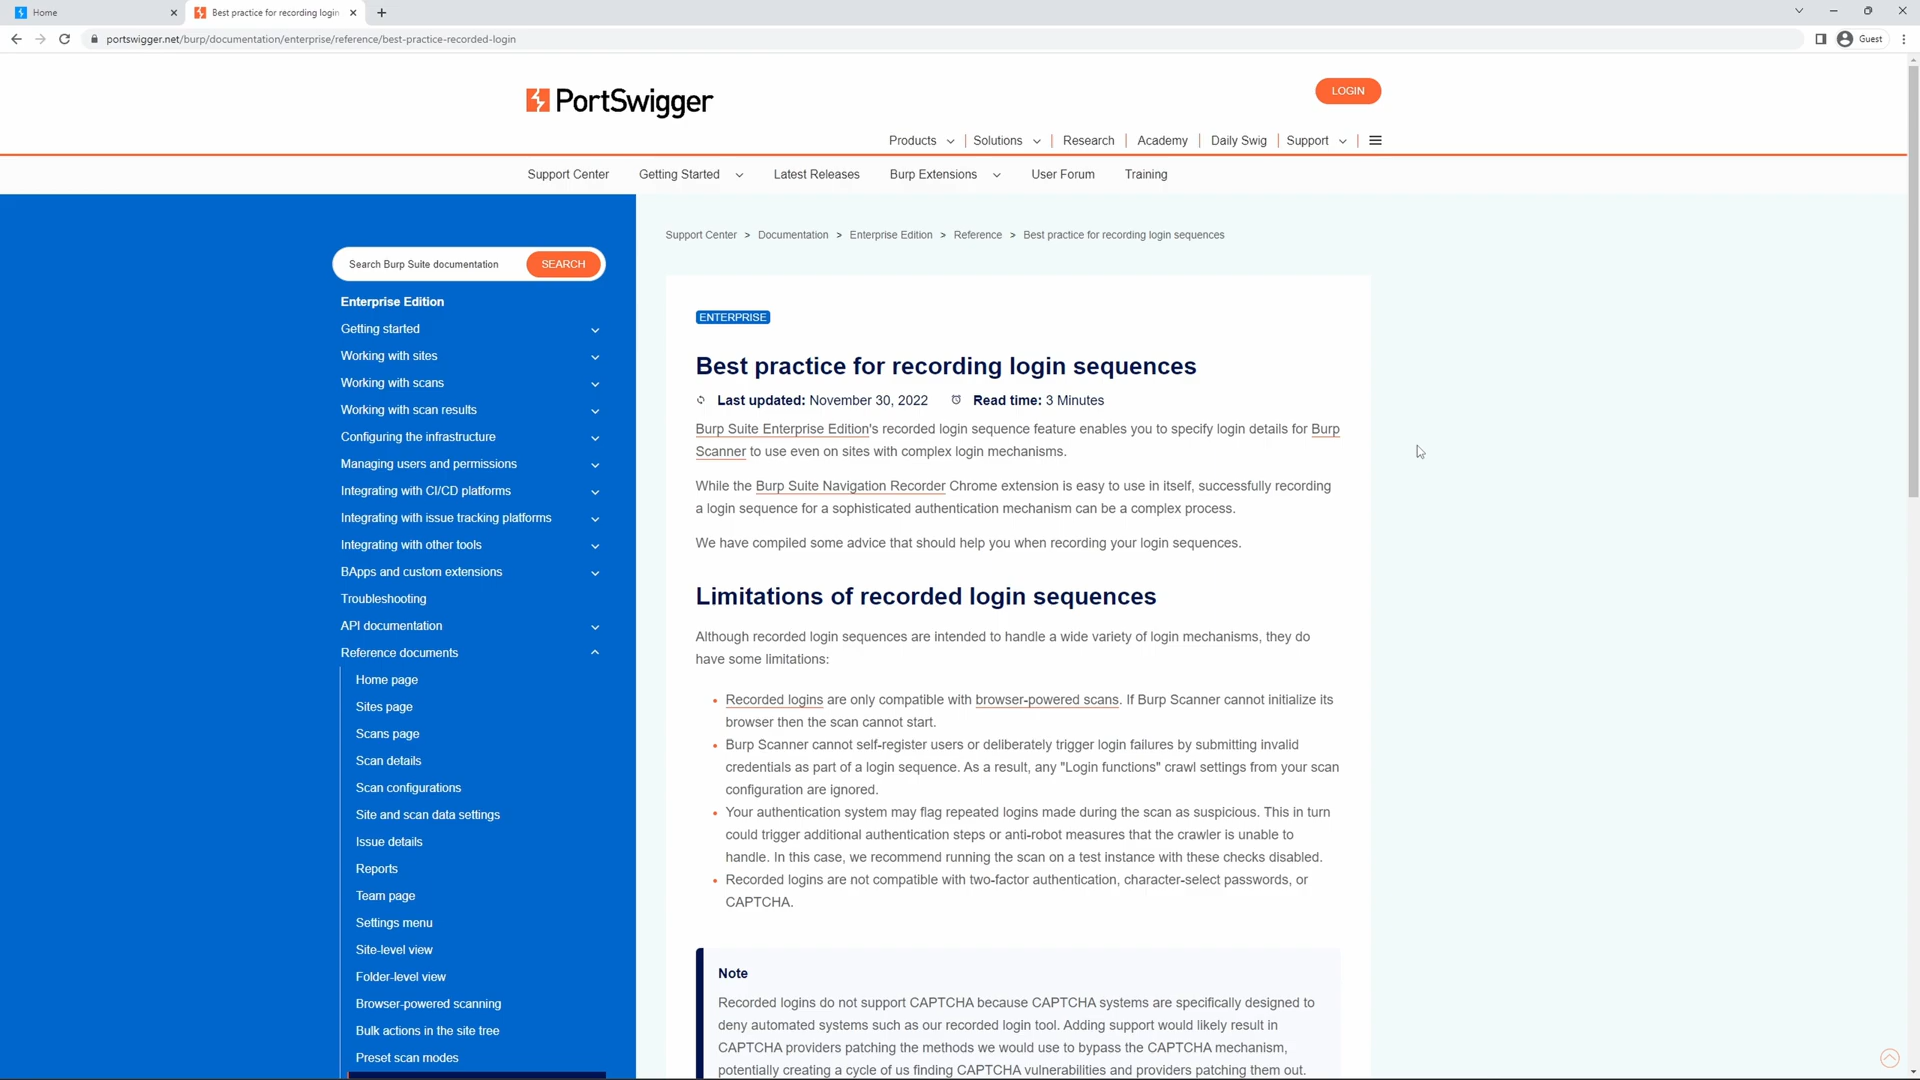 Home
Best practice for recording login
portswigger.net/burp/documentation/enterprise/reference/best-practice-recorded-login
Guest
PortSwigger
LOGIN
Products
Solutions
Research
Academy
Daily Swig
Support
Support Center
Getting Started
Latest Releases
Burp Extensions
User Forum
Training
Search Burp Suite documentation
SEARCH
Enterprise Edition
Getting started
Working with sites
Working with scans
Working with scan results
Configuring the infrastructure
Managing users and permissions
Integrating with CI/CD platforms
Integrating with issue tracking platforms
Integrating with other tools
BApps and custom extensions
Troubleshooting
API documentation
Reference documents
Home page
Sites page
Scans page
Scan details
Scan configurations
Site and scan data settings
Issue details
Reports
Team page
Settings menu
Site-level view
Folder-level view
Browser-powered scanning
Bulk actions in the site tree
Preset scan modes
Support Center > Documentation > Enterprise Edition > Reference > Best practice for recording login sequences
ENTERPRISE
Best practice for recording login sequences
Last updated: November 30, 2022 Read time: 3 Minutes
Burp Suite Enterprise Edition's recorded login sequence feature enables you to specify login details for Burp
Scanner to use even on sites with complex login mechanisms.
While the Burp Suite Navigation Recorder Chrome extension is easy to use in itself, successfully recording
a login sequence for a sophisticated authentication mechanism can be a complex process.
We have compiled some advice that should help you when recording your login sequences.
Limitations of recorded login sequences
Although recorded login sequences are intended to handle a wide variety of login mechanisms, they do
have some limitations:
• Recorded logins are only compatible with browser-powered scans. If Burp Scanner cannot initialize its
browser then the scan cannot start.
• Burp Scanner cannot self-register users or deliberately trigger login failures by submitting invalid
credentials as part of a login sequence. As a result, any "Login functions" crawl settings from your scan
configuration are ignored.
• Your authentication system may flag repeated logins made during the scan as suspicious. This in turn
could trigger additional authentication steps or anti-robot measures that the crawler is unable to
handle. In this case, we recommend running the scan on a test instance with these checks disabled.
• Recorded logins are not compatible with two-factor authentication, character-select passwords, or
CAPTCHA.
Note
Recorded logins do not support CAPTCHA because CAPTCHA systems are specifically designed to
deny automated systems such as our recorded login tool. Adding support would likely result in
CAPTCHA providers patching the methods we would use to bypass the CAPTCHA mechanism,
potentially creating a cycle of us finding CAPTCHA vulnerabilities and providers patching them out.